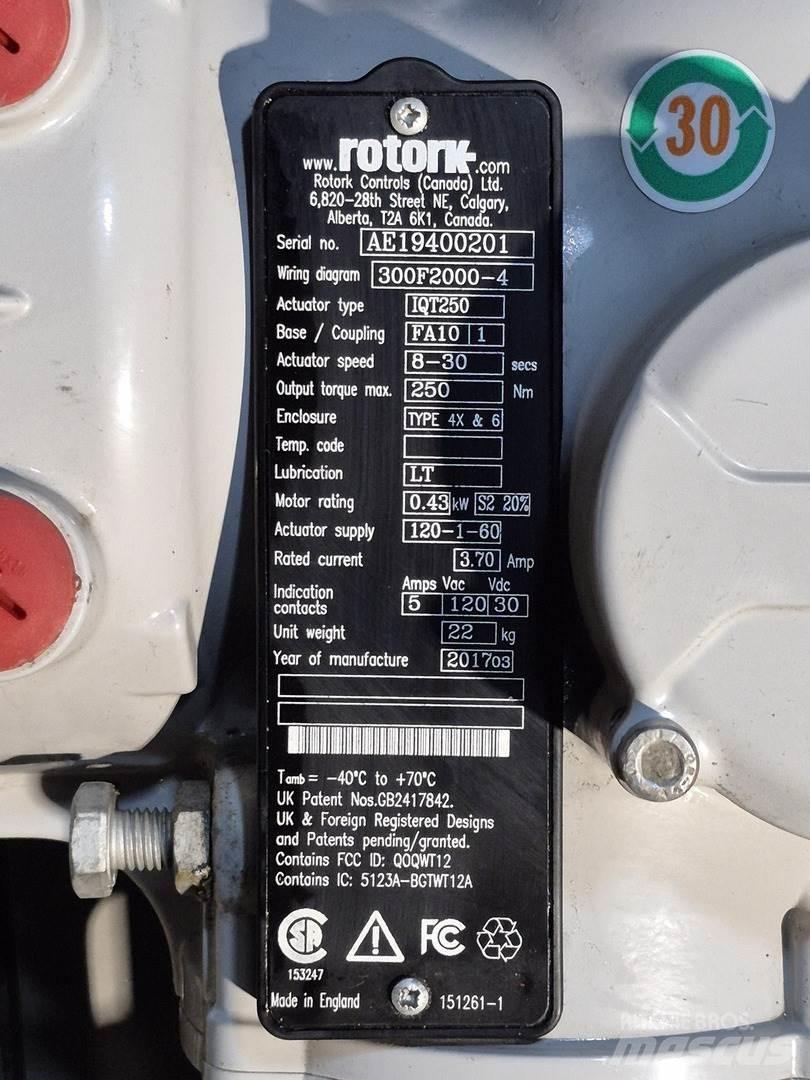 30
www.rotork.com
Rotork Controls (Canada) Ltd.
6,820-28th Street NE, Calgary,
Alberta, T2A 6K1, Canada.
Serial no. AE19400201
Wiring diagram 300F2000-4
Actuator type IQT250
Base / Coupling FA10 1
Actuator speed 8-30 secs
Output torque max. 250 Nm
Enclosure TYPE 4X & 6
Temp. code
Lubrication LT
Motor rating 0.43 kW S2 20%
Actuator supply 120-1-60
Rated current 3.70 Amp
Amps Vac Vdc
Indication contacts 5 120 30
Unit weight 22 kg
Year of manufacture 201703
Tamb = -40°C to +70°C
UK Patent Nos.GB2417842.
UK & Foreign Registered Designs
and Patents pending/granted.
Contains FCC ID: QOQWT12
Contains IC: 5123A-BGTWT12A
CSA FC
153247
Made in England 151261-1
RITCHIE BROS.
mascus